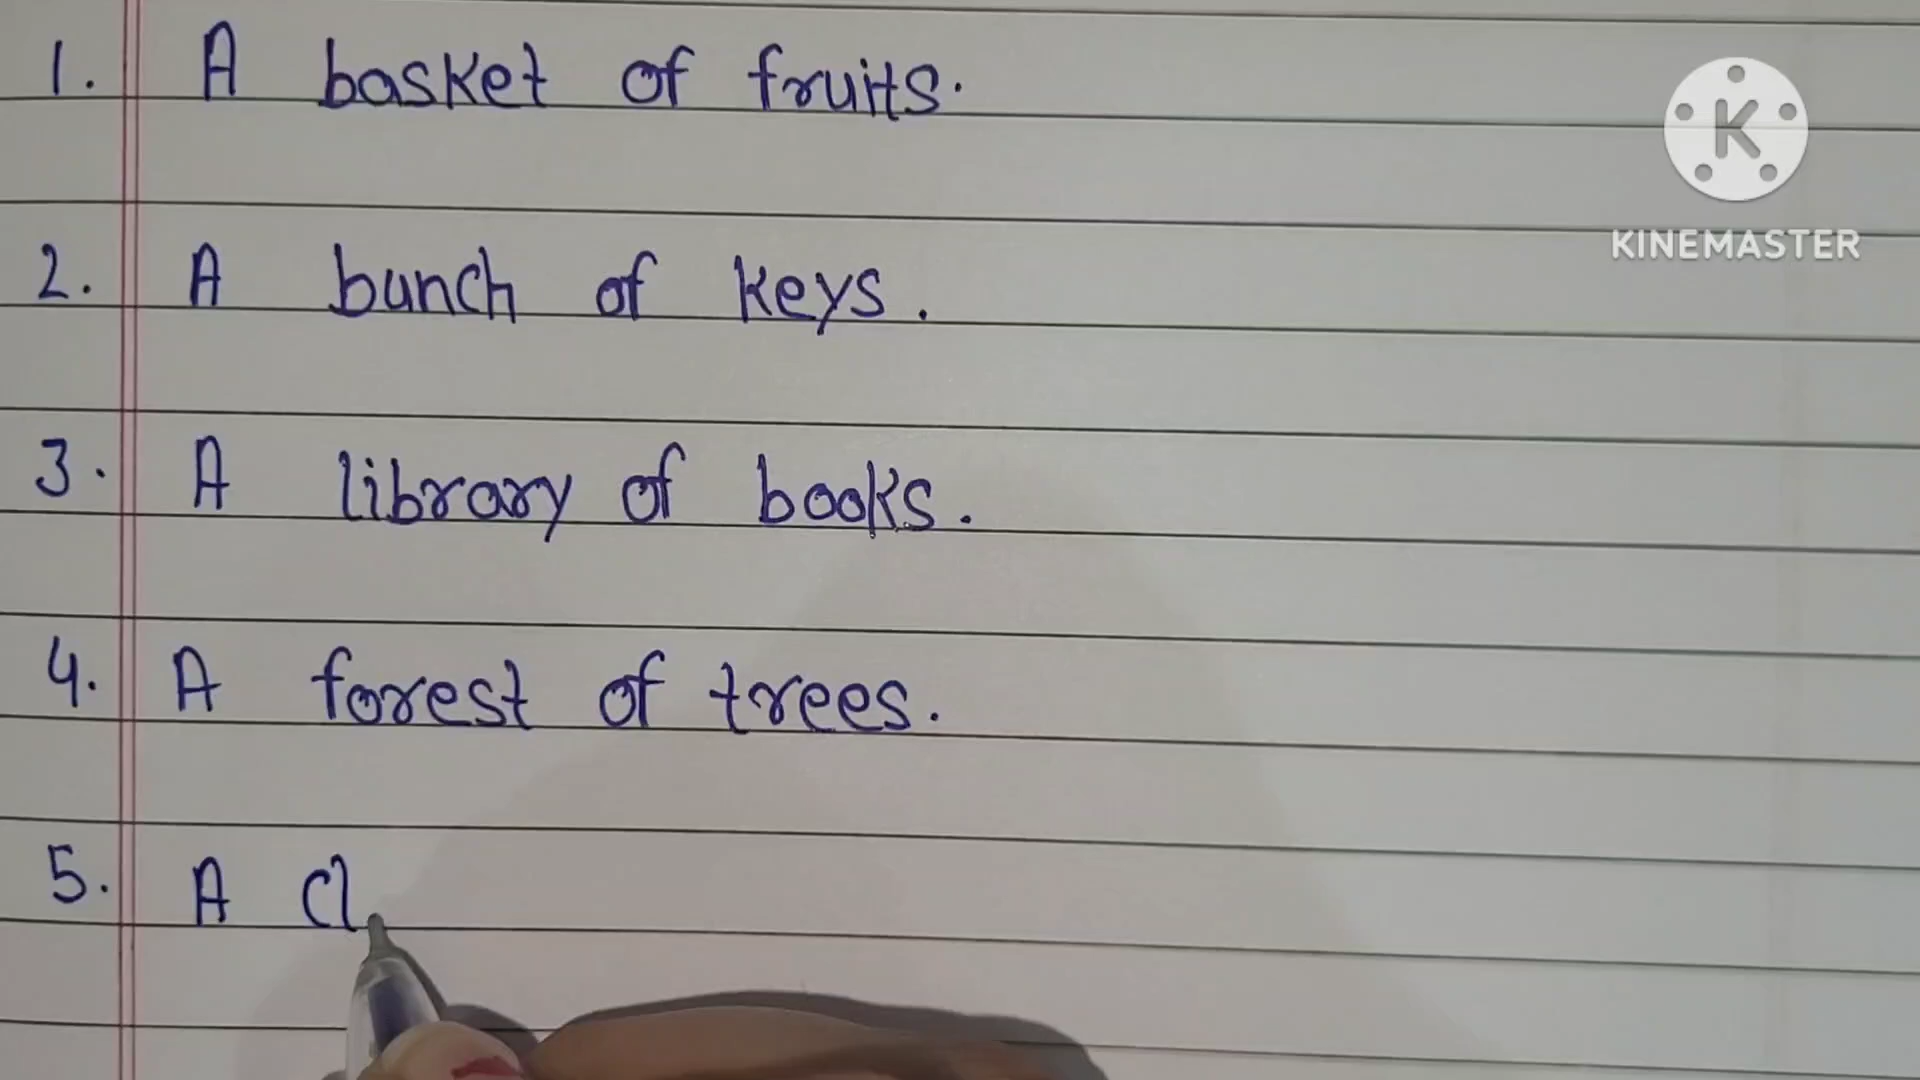 1. A basket of fruits.
KINEMASTER
2. A bunch of keys.
3. A library of books.
4. A forest of trees.
5. A Cl